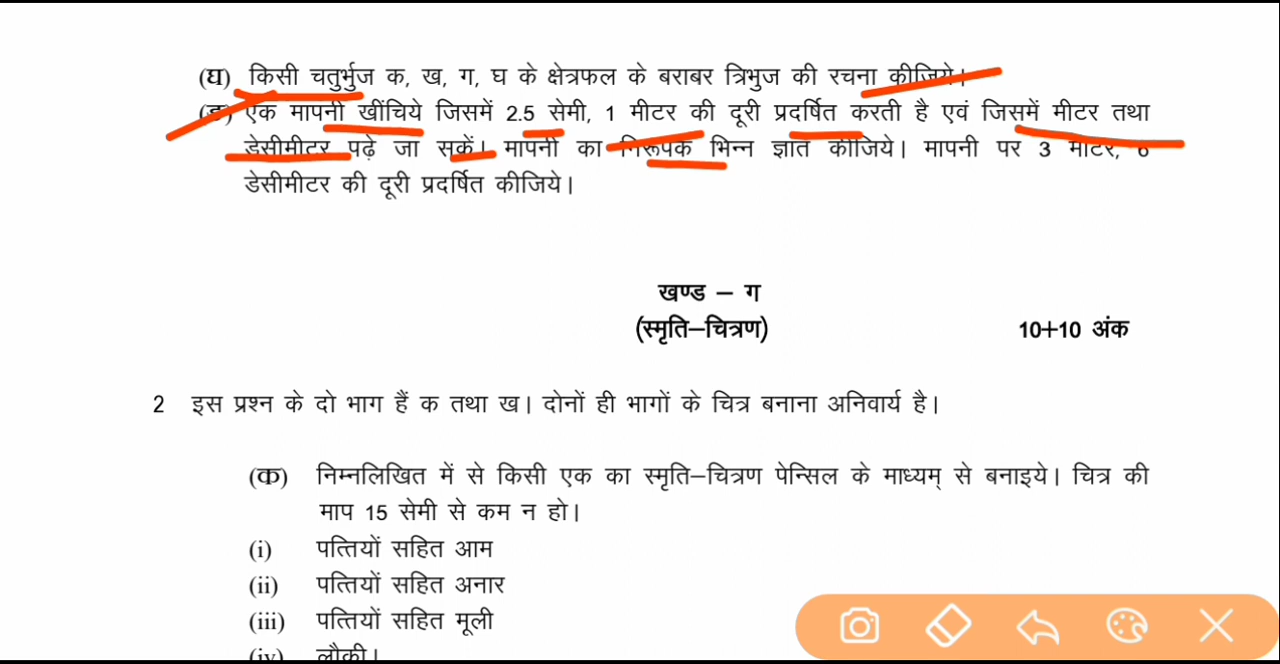 (घ) किसी चतुर्भुज क, ख, ग, घ के क्षेत्रफल के बराबर त्रिभुज की रचना कीजिये।
(ङ) एक मापनी खींचिये जिसमें 2.5 सेमी, 1 मीटर की दूरी प्रदर्षित करती है एवं जिसमें मीटर तथा
डेसीमीटर पढ़े जा सकें। मापनी का निरूपक भिन्न ज्ञात कीजिये। मापनी पर 3 मीटर, 6
डेसीमीटर की दूरी प्रदर्षित कीजिये।
खण्ड – ग
(स्मृति–चित्रण) 10+10 अंक
2 इस प्रश्न के दो भाग हैं क तथा ख। दोनों ही भागों के चित्र बनाना अनिवार्य है।
(क) निम्नलिखित में से किसी एक का स्मृति–चित्रण पेन्सिल के माध्यम् से बनाइये। चित्र की
माप 15 सेमी से कम न हो।
(i) पत्तियों सहित आम
(ii) पत्तियों सहित अनार
(iii) पत्तियों सहित मूली
(iv) लौकी।